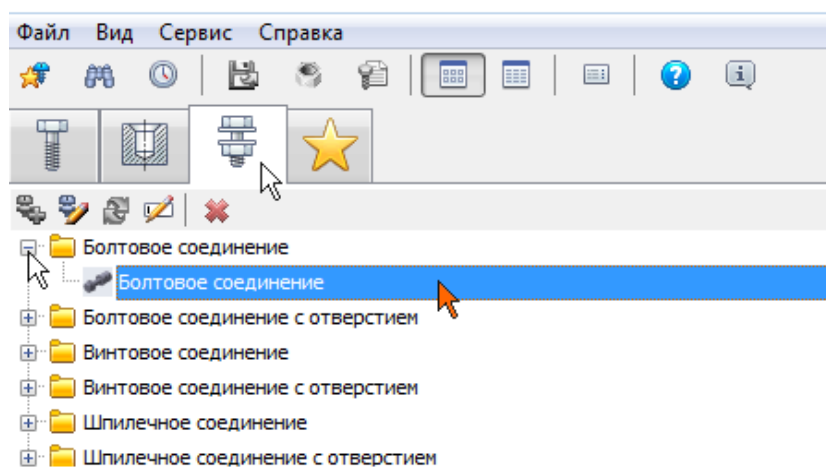 Файл Вид Сервис Справка
Болтовое соединение
Болтовое соединение
Болтовое соединение с отверстием
Винтовое соединение
Винтовое соединение с отверстием
Шпилечное соединение
Шпилечное соединение с отверстием